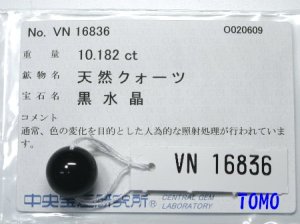 No. VN 16836
O020609
重量 10.182 ct
鉱物名 天然クォーツ
宝石名 黒水晶
コメント
通常、色の変化を目的とした人為的な照射処理が行われています。
VN 16836
中央宝石研究所® CENTRAL GEM LABORATORY
TOMO